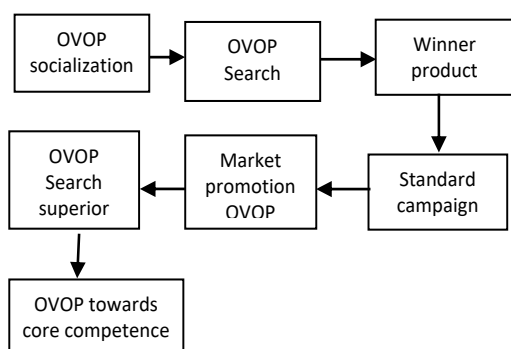 OVOP
socialization
OVOP
Search
Winner
product
Standard
campaign
Market
promotion
OVOP
OVOP
Search
superior
OVOP towards
core competence